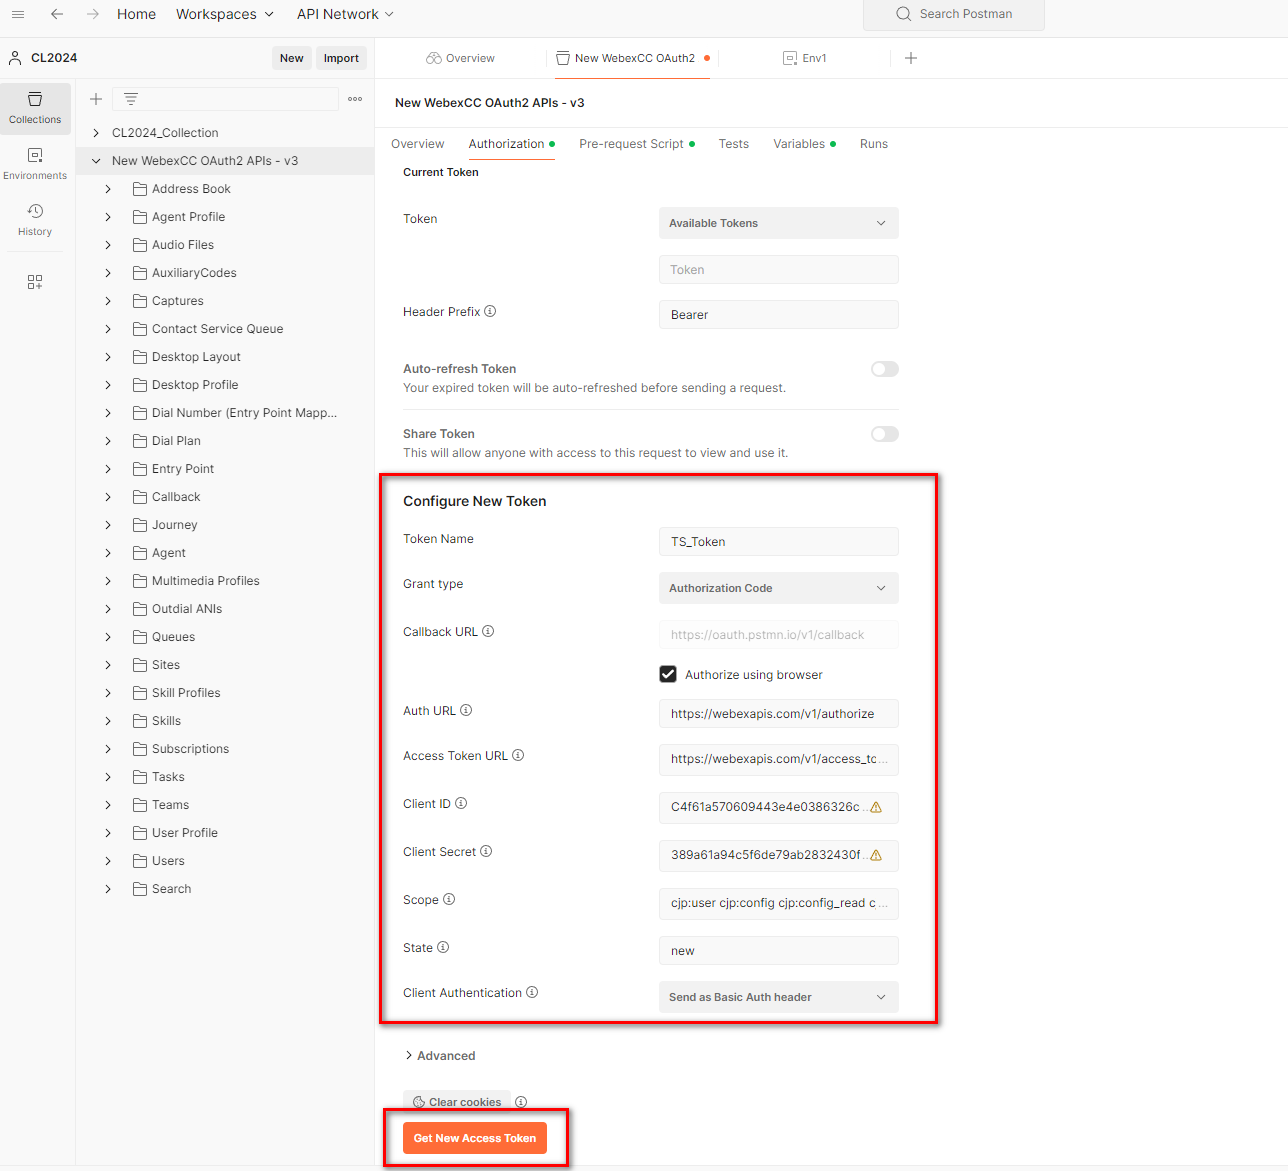 Home
Workspaces
API Network
Search Postman
CL2024
New
Import
Overview
New WebexCC OAuth2
Env1
Collections
Environments
History
CL2024_Collection
New WebexCC OAuth2 APIs - v3
Address Book
Agent Profile
Audio Files
AuxiliaryCodes
Captures
Contact Service Queue
Desktop Layout
Desktop Profile
Dial Number (Entry Point Mapp...
Dial Plan
Entry Point
Callback
Journey
Agent
Multimedia Profiles
Outdial ANIs
Queues
Sites
Skill Profiles
Skills
Subscriptions
Tasks
Teams
User Profile
Users
Search
New WebexCC OAuth2 APIs - v3
Overview
Authorization
Pre-request Script
Tests
Variables
Runs
Current Token
Token
Available Tokens
Token
Header Prefix
Bearer
Auto-refresh Token
Your expired token will be auto-refreshed before sending a request.
Share Token
This will allow anyone with access to this request to view and use it.
Configure New Token
Token Name
TS_Token
Grant type
Authorization Code
Callback URL
https://oauth.pstmn.io/v1/callback
Authorize using browser
Auth URL
https://webexapis.com/v1/authorize
Access Token URL
https://webexapis.com/v1/access_tc...
Client ID
C4f61a570609443e4e0386326c...
Client Secret
389a61a94c5f6de79ab2832430f...
Scope
cjp:user cjp:config cjp:config_read c...
State
new
Client Authentication
Send as Basic Auth header
Advanced
Clear cookies
Get New Access Token